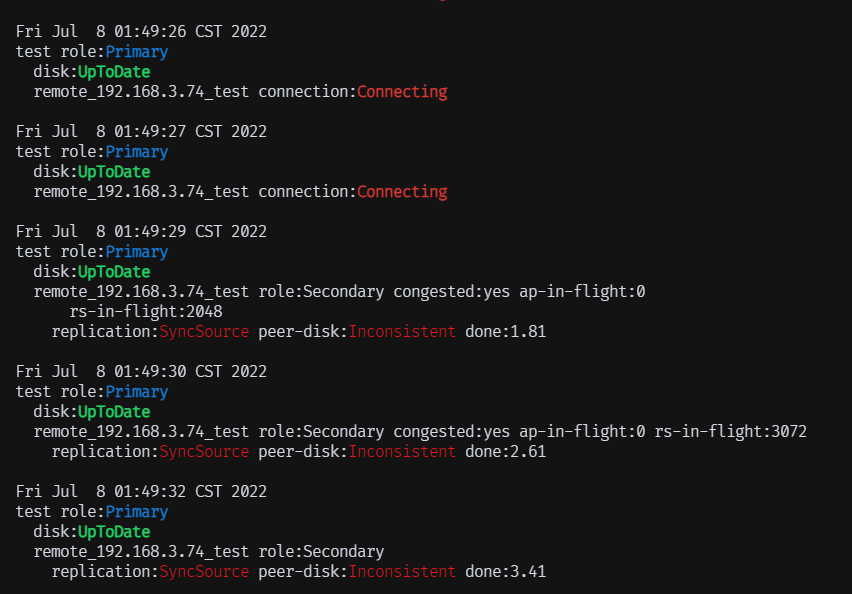 Fri Jul  8 01:49:26 CST 2022
test role:Primary
  disk:UpToDate
  remote_192.168.3.74_test connection:Connecting

Fri Jul  8 01:49:27 CST 2022
test role:Primary
  disk:UpToDate
  remote_192.168.3.74_test connection:Connecting

Fri Jul  8 01:49:29 CST 2022
test role:Primary
  disk:UpToDate
  remote_192.168.3.74_test role:Secondary congested:yes ap-in-flight:0
      rs-in-flight:2048
    replication:SyncSource peer-disk:Inconsistent done:1.81

Fri Jul  8 01:49:30 CST 2022
test role:Primary
  disk:UpToDate
  remote_192.168.3.74_test role:Secondary congested:yes ap-in-flight:0 rs-in-flight:3072
    replication:SyncSource peer-disk:Inconsistent done:2.61

Fri Jul  8 01:49:32 CST 2022
test role:Primary
  disk:UpToDate
  remote_192.168.3.74_test role:Secondary
    replication:SyncSource peer-disk:Inconsistent done:3.41